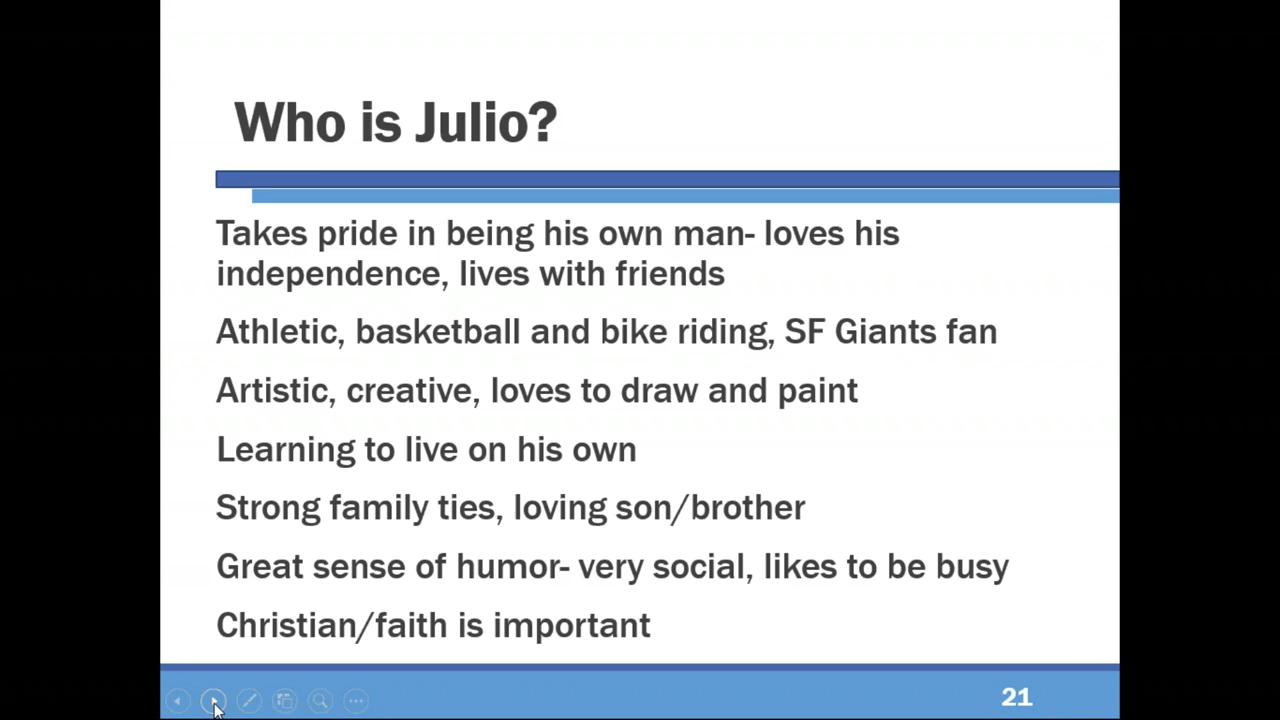 Who is Julio?
Takes pride in being his own man- loves his
independence, lives with friends
Athletic, basketball and bike riding, SF Giants fan
Artistic, creative, loves to draw and paint
Learning to live on his own
Strong family ties, loving son/brother
Great sense of humor- very social, likes to be busy
Christian/faith is important
21